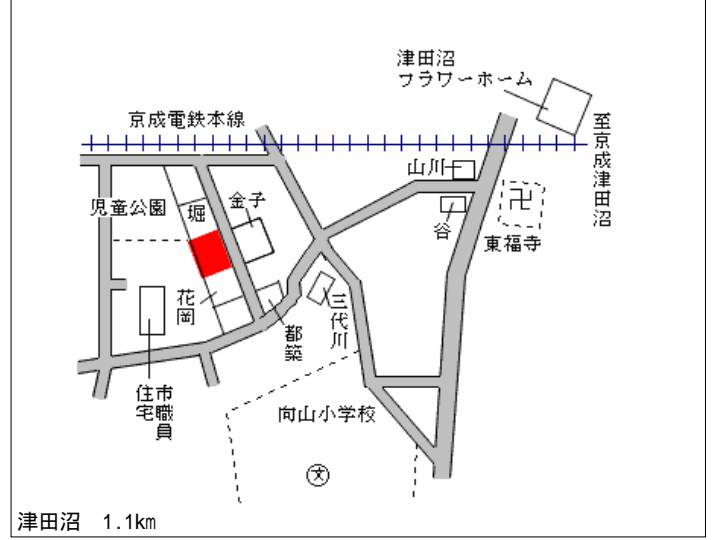 津田沼
フラワーホーム
京成電鉄本線
至京成津田沼
山川
児童公園
堀
金子
谷
卍
東福寺
花岡
三代川
都築
市職員
住宅
向山小学校
文
津田沼 1.1km